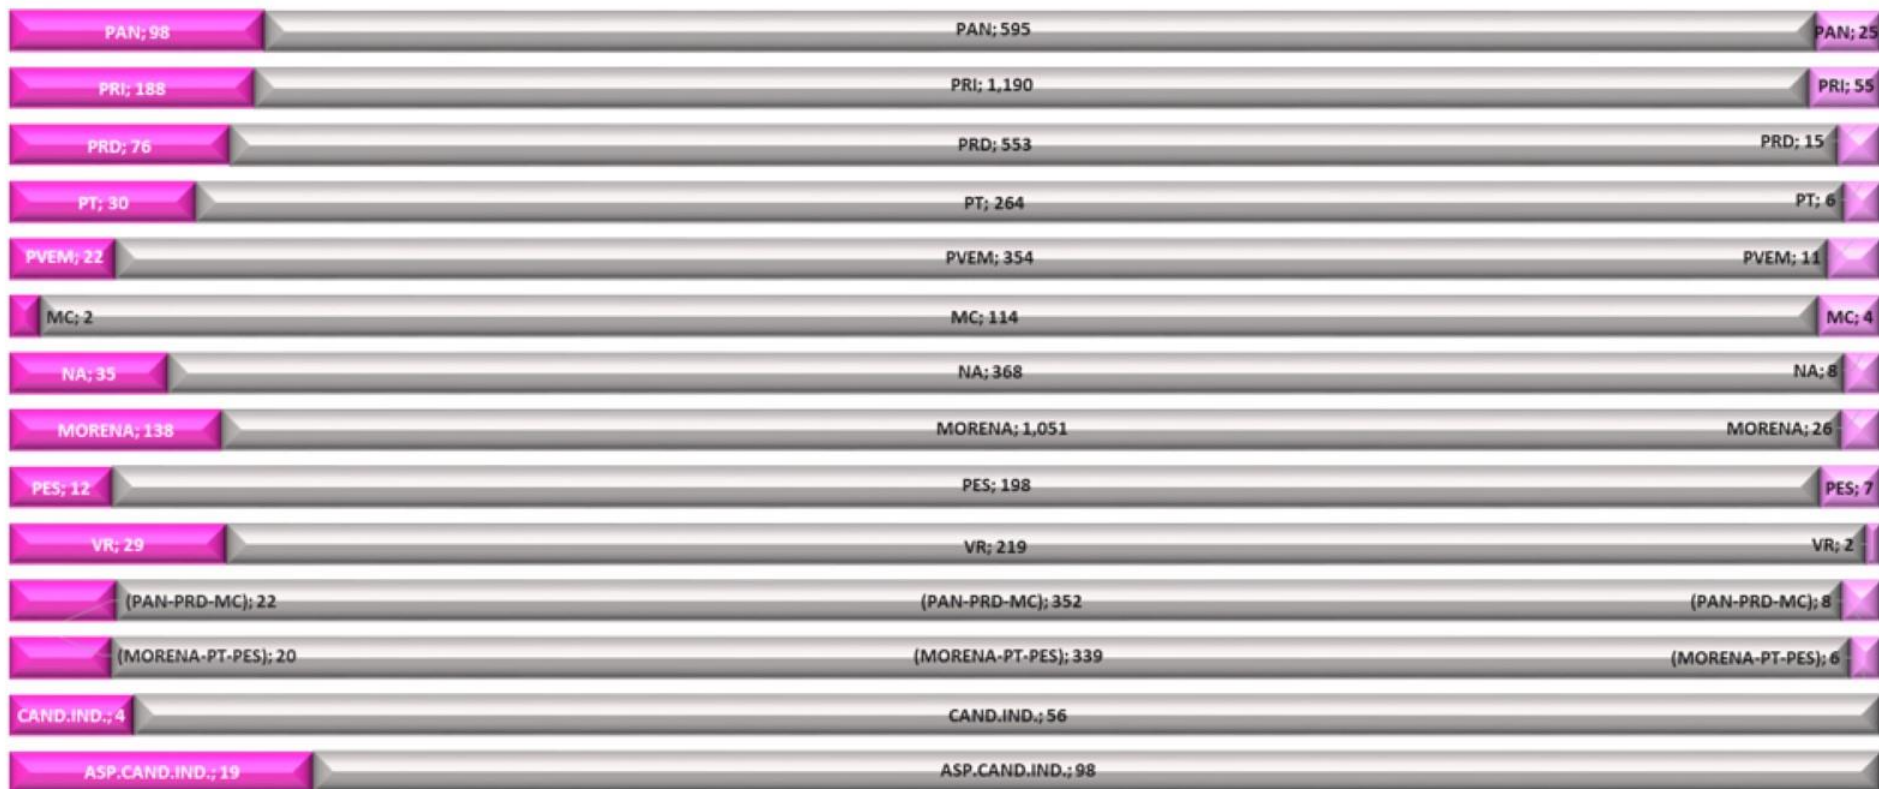 PAN; 98 PAN; 595 PAN; 25
PRI; 188 PRI; 1,190 PRI; 55
PRD; 76 PRD; 553 PRD; 15
PT; 30 PT; 264 PT; 6
PVEM; 22 PVEM; 354 PVEM; 11
MC; 2 MC; 114 MC; 4
NA; 35 NA; 368 NA; 8
MORENA; 138 MORENA; 1,051 MORENA; 26
PES; 12 PES; 198 PES; 7
VR; 29 VR; 219 VR; 2
(PAN-PRD-MC); 22 (PAN-PRD-MC); 352 (PAN-PRD-MC); 8
(MORENA-PT-PES); 20 (MORENA-PT-PES); 339 (MORENA-PT-PES); 6
CAND.IND.; 4 CAND.IND.; 56
ASP.CAND.IND.; 19 ASP.CAND.IND.; 98